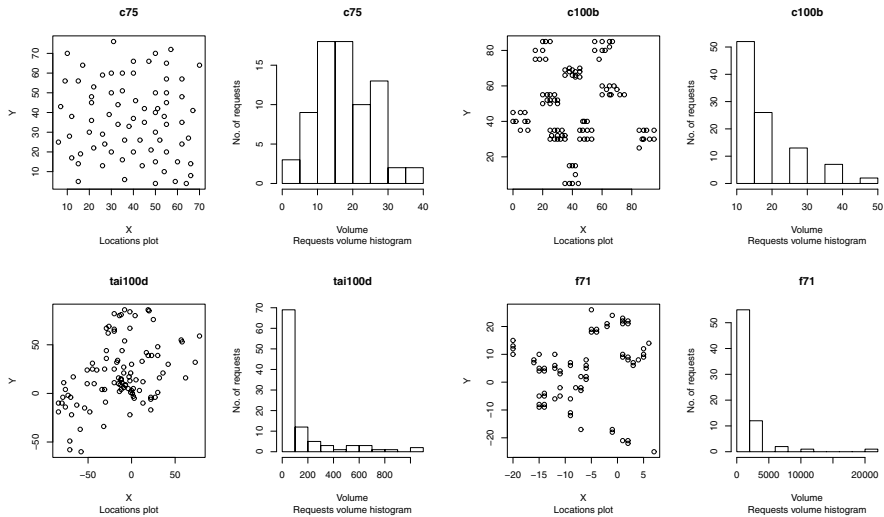 c75
c75
c100b
c100b
70
60
50
40
30
20
10
Y
10 20 30 40 50 60 70
X
Locations plot
15
10
5
0
No. of requests
0 10 20 30 40
Volume
Requests volume histogram
80
60
40
20
Y
0 20 40 60 80
X
Locations plot
50
40
30
20
10
0
No. of requests
10 20 30 40 50
Volume
Requests volume histogram
tai100d
tai100d
f71
f71
50
0
−50
Y
−50 0 50
X
Locations plot
70
60
50
40
30
20
10
0
No. of requests
0 200 400 600 800
Volume
Requests volume histogram
20
10
0
−10
−20
Y
−20 −15 −10 −5 0 5
X
Locations plot
50
40
30
20
10
0
No. of requests
0 5000 10000 20000
Volume
Requests volume histogram